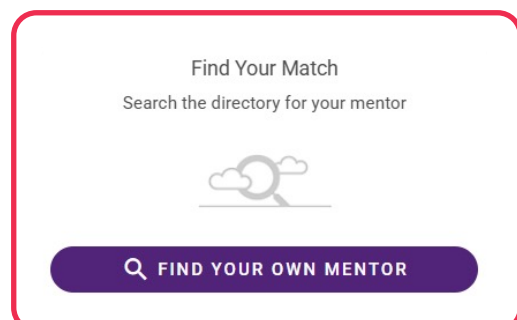 Find Your Match
Search the directory for your mentor
FIND YOUR OWN MENTOR